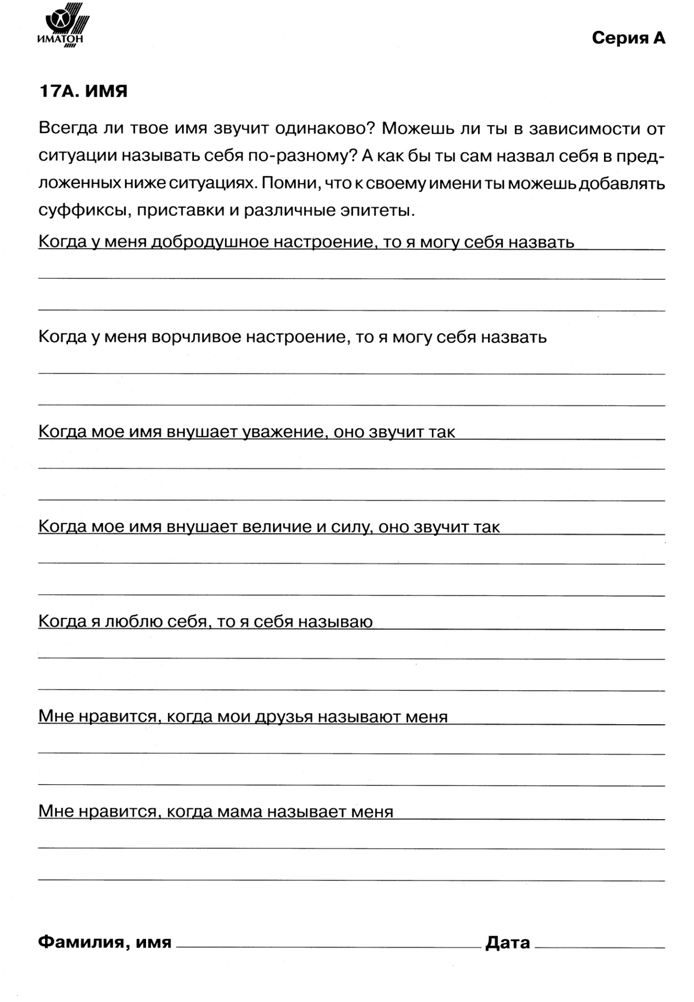 ИМАТОН
Серия А
17А. ИМЯ
Всегда ли твое имя звучит одинаково? Можешь ли ты в зависимости от
ситуации называть себя по-разному? А как бы ты сам назвал себя в пред-
ложенных ниже ситуациях. Помни, что к своему имени ты можешь добавлять
суффиксы, приставки и различные эпитеты.
Когда у меня добродушное настроение, то я могу себя назвать
Когда у меня ворчливое настроение, то я могу себя назвать
Когда мое имя внушает уважение, оно звучит так
Когда мое имя внушает величие и силу, оно звучит так
Когда я люблю себя, то я себя называю
Мне нравится, когда мои друзья называют меня
Мне нравится, когда мама называет меня
Фамилия, имя Дата